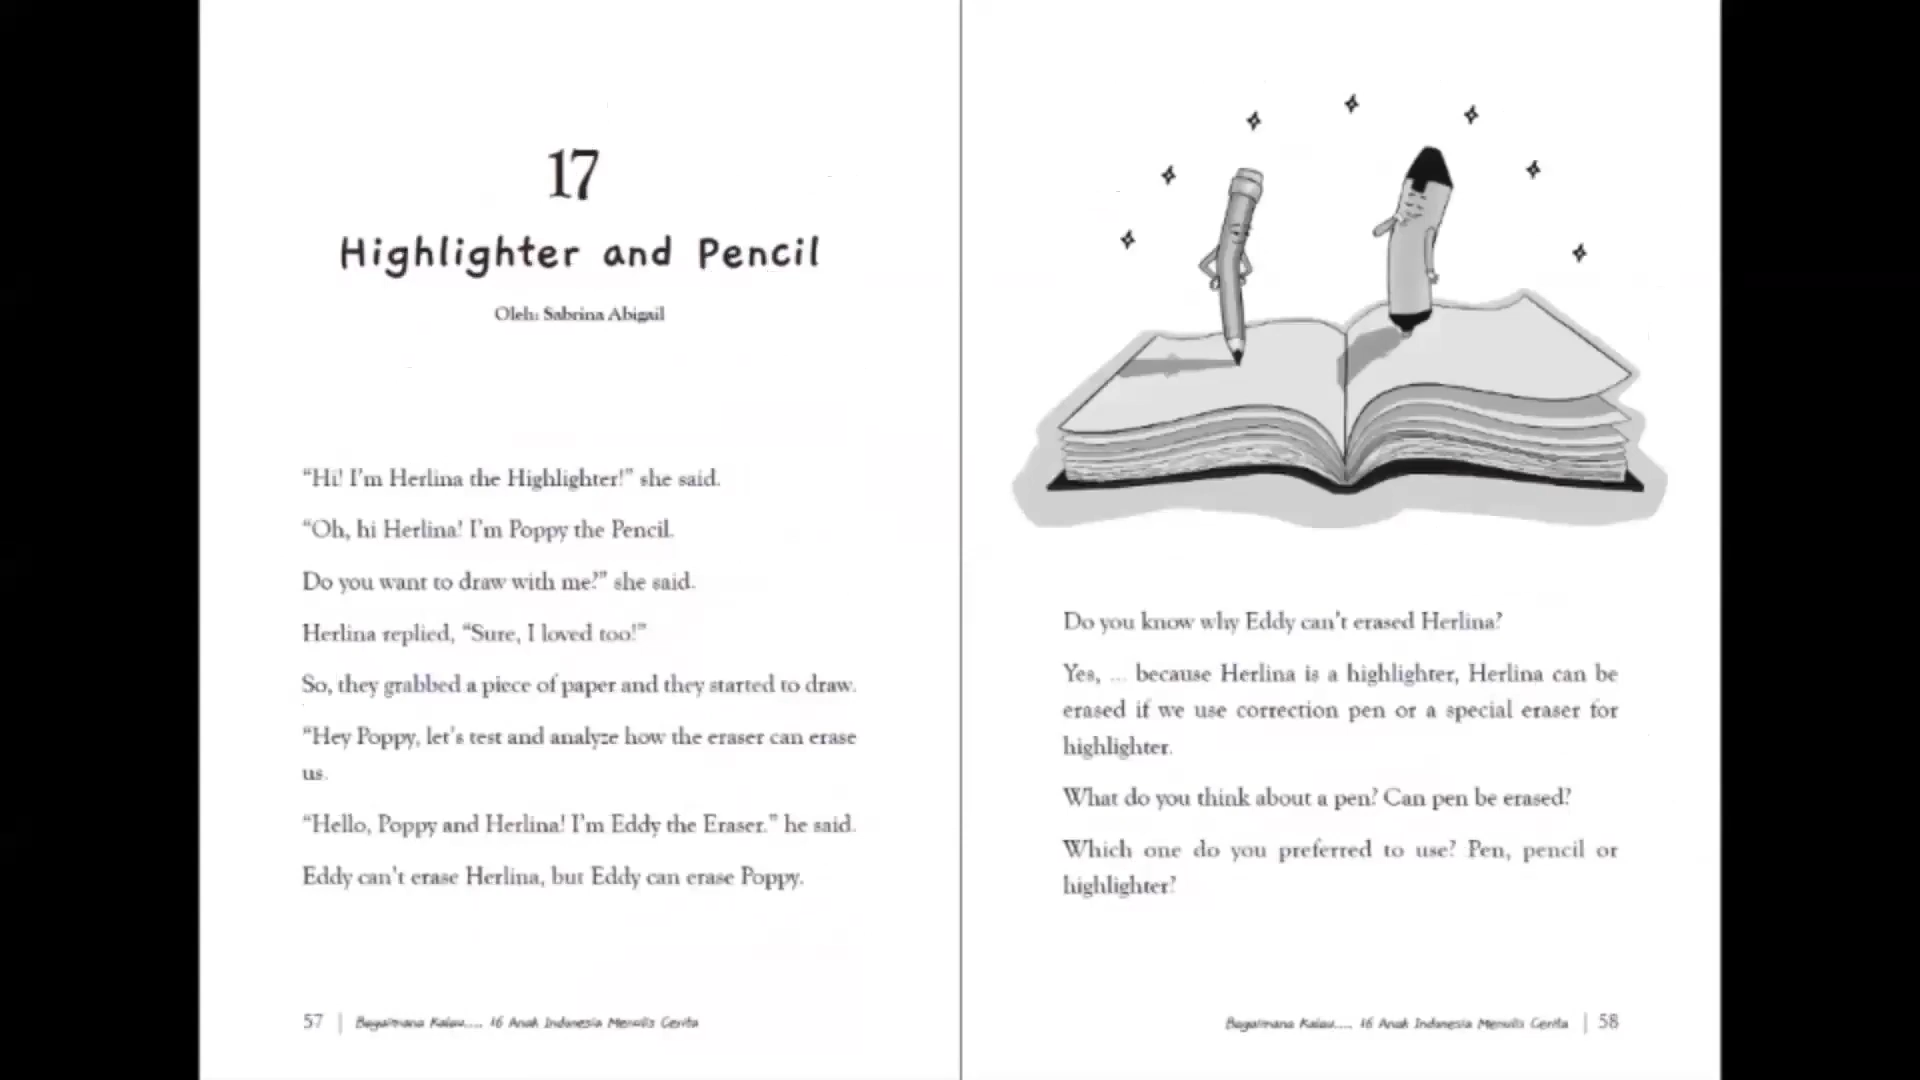 17
Highlighter and Pencil
Oleh: Sabrina Abigail
“Hi! I'm Herlina the Highlighter!” she said.
“Oh, hi Herlina! I'm Poppy the Pencil.
Do you want to draw with me?” she said.
Herlina replied, “Sure, I loved too!”
So, they grabbed a piece of paper and they started to draw.
“Hey Poppy, let's test and analyze how the eraser can erase
us.
“Hello, Poppy and Herlina! I'm Eddy the Eraser.” he said.
Eddy can't erase Herlina, but Eddy can erase Poppy.
57 | Bagaimana Kalau.... 16 Anak Indonesia Menulis Cerita
Do you know why Eddy can't erased Herlina?
Yes, ... because Herlina is a highlighter, Herlina can be
erased if we use correction pen or a special eraser for
highlighter.
What do you think about a pen? Can pen be erased?
Which one do you preferred to use? Pen, pencil or
highlighter?
Bagaimana Kalau.... 16 Anak Indonesia Menulis Cerita | 58